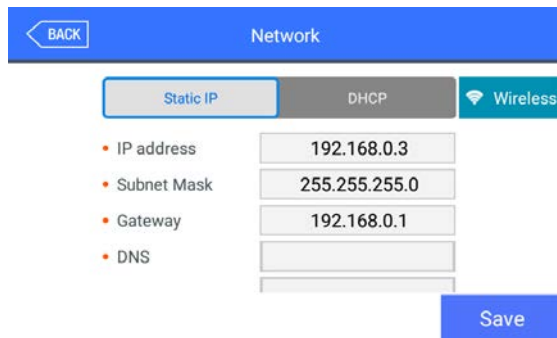 BACK
Network
Static IP
DHCP
Wireless
• IP address 192.168.0.3
• Subnet Mask 255.255.255.0
• Gateway 192.168.0.1
• DNS
Save